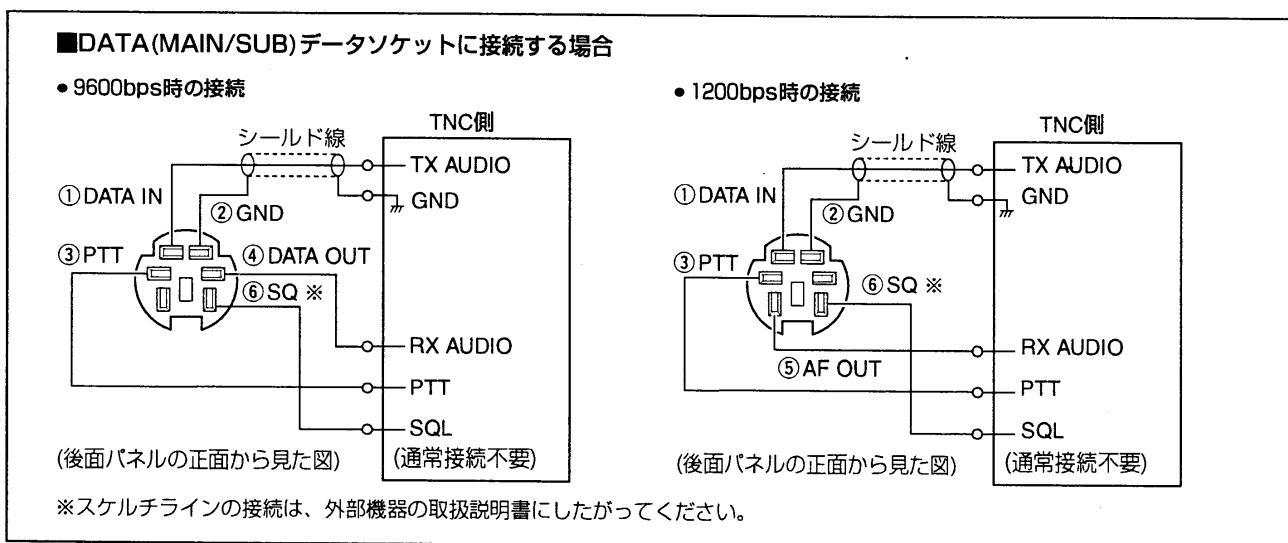 ■DATA(MAIN/SUB)データソケットに接続する場合
● 9600bps時の接続
シールド線
TNC側
TX AUDIO
①DATA IN
GND
②GND
③PTT
④DATA OUT
⑥SQ ※
RX AUDIO
PTT
SQL
(後面パネルの正面から見た図)
(通常接続不要)
● 1200bps時の接続
シールド線
TNC側
TX AUDIO
①DATA IN
GND
②GND
③PTT
⑥SQ ※
RX AUDIO
⑤AF OUT
PTT
SQL
(後面パネルの正面から見た図)
(通常接続不要)
※スケルチラインの接続は、外部機器の取扱説明書にしたがってください。